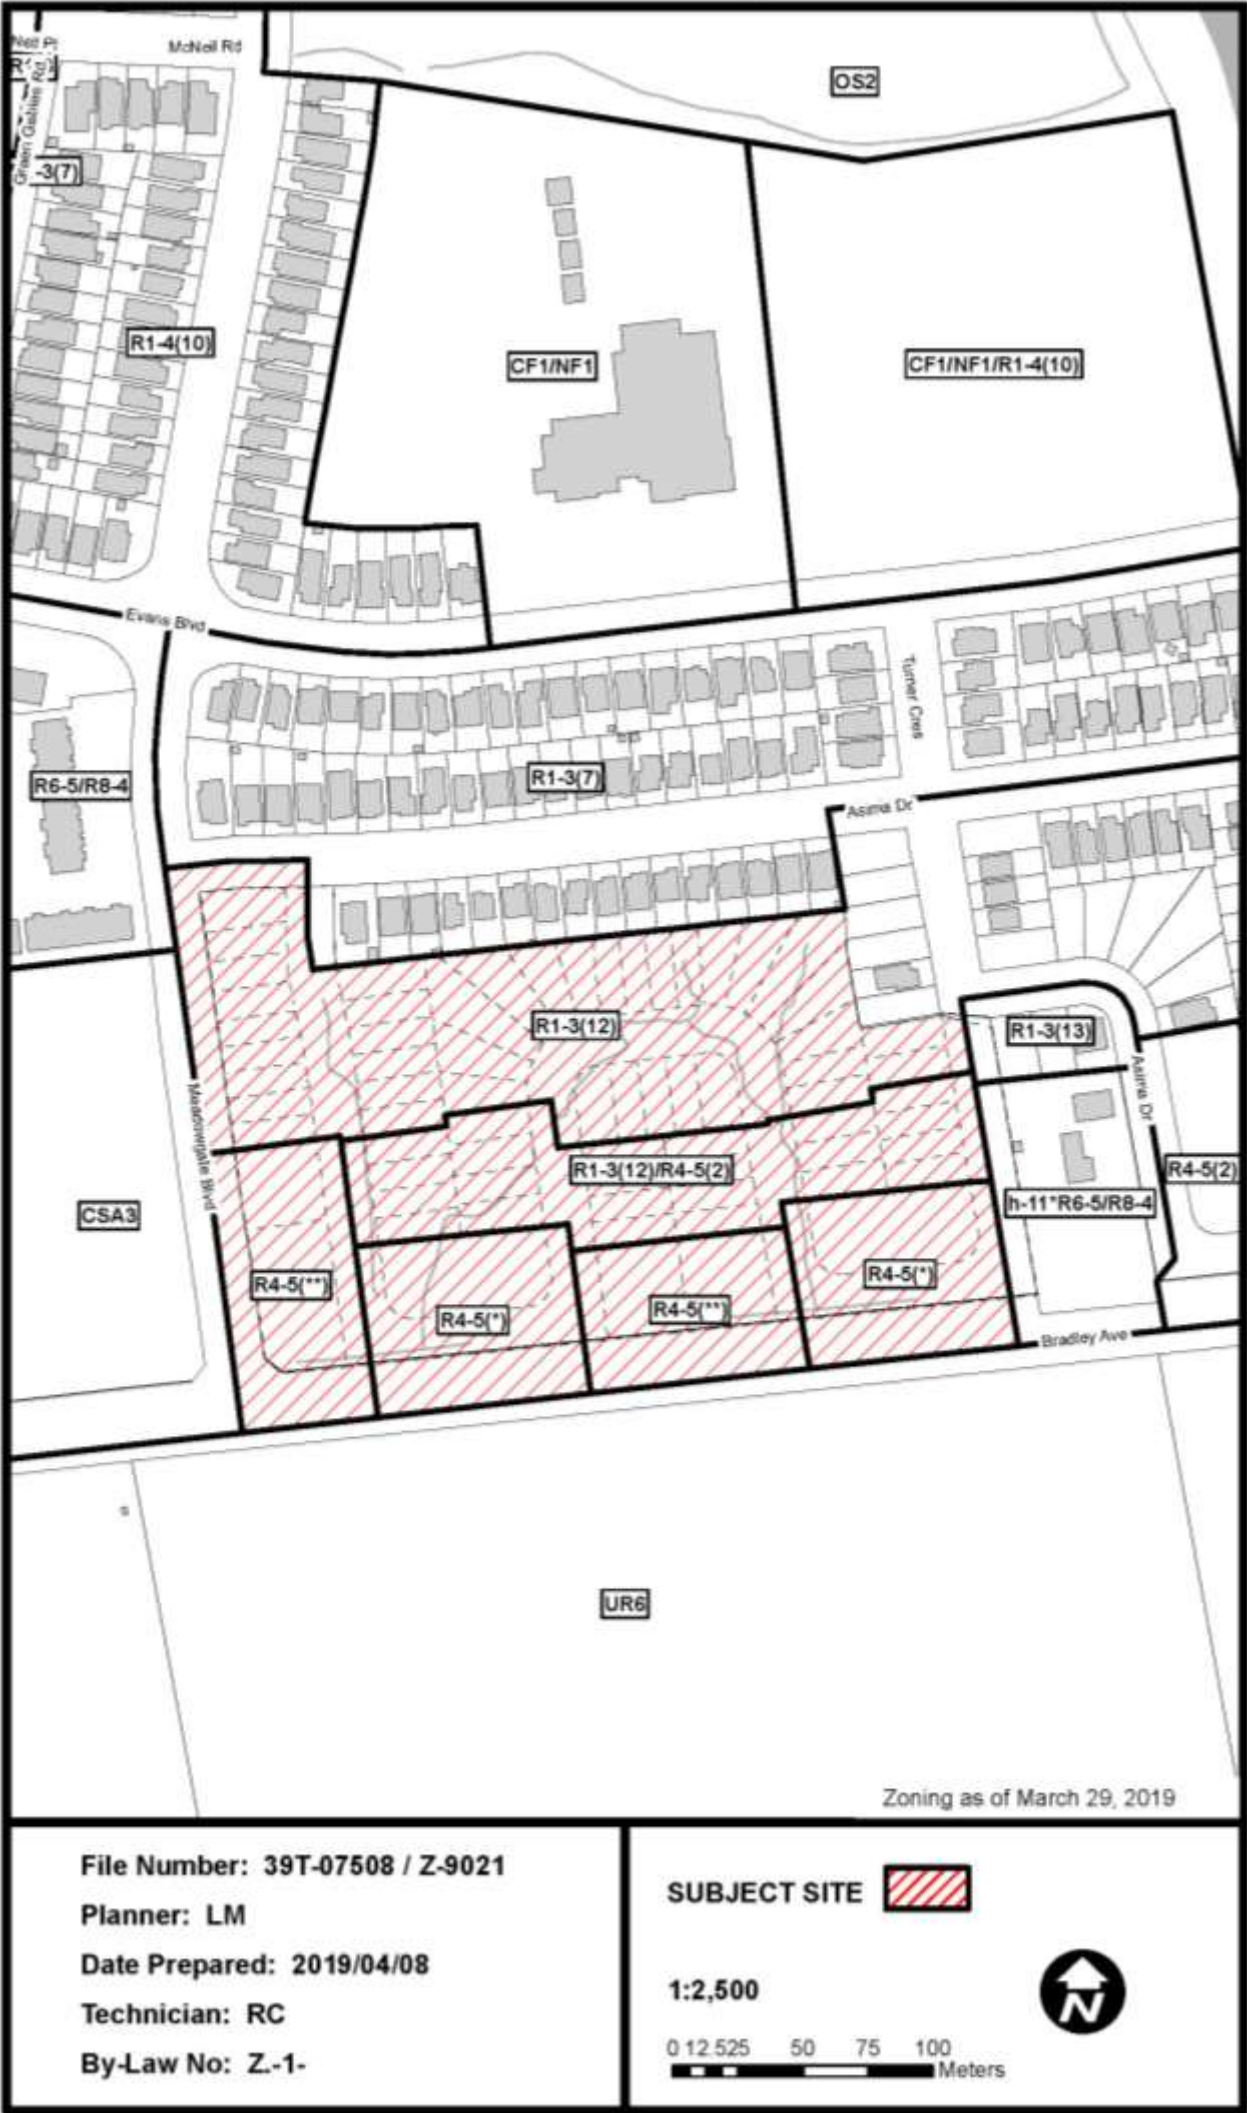 McNeil Rd
OS2
-3(7)
R1-4(10)
CF1/NF1
CF1/NF1/R1-4(10)
Evans Blvd
Turner Cres
R6-5/R8-4
R1-3(7)
Asima Dr
R1-3(12)
R1-3(13)
Asima Dr
Meadowgate Blvd
R1-3(12)/R4-5(2)
R4-5(2)
CSA3
h-11*R6-5/R8-4
R4-5(**)
R4-5(*)
R4-5(**)
R4-5(*)
Bradley Ave
UR6
Zoning as of March 29, 2019
File Number: 39T-07508 / Z-9021
Planner: LM
Date Prepared: 2019/04/08
Technician: RC
By-Law No: Z.-1-
SUBJECT SITE
1:2,500
N
0 12.525 50 75 100
Meters